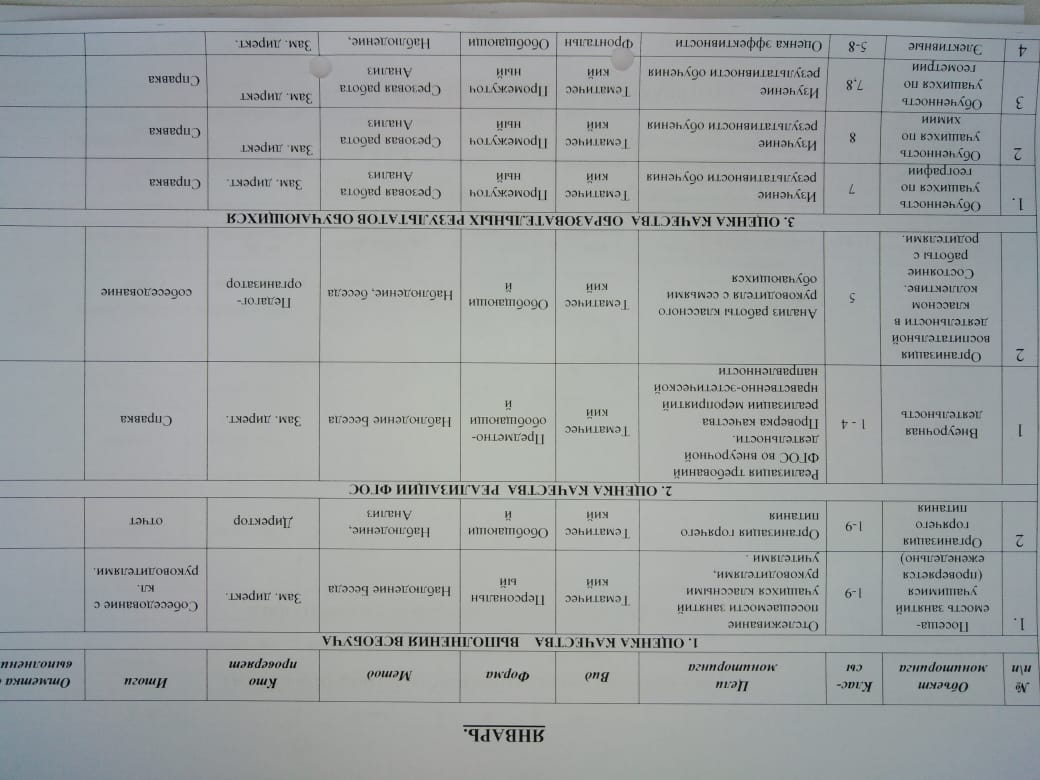 ЯНВАРЬ.
№ п\п Объект мониторинга Клас-сы Цели мониторинга Вид Форма Метод Кто проверяет Итоги Отметка выполнени
1. ОЦЕНКА КАЧЕСТВА ВЫПОЛНЕНИЯ ВСЕОБУЧА
1.
Посеща-
емость занятий
учащимися
(проверяется
еженедельно)
1-9
Отслеживание
посещаемости занятий
учащихся классными
руководителями,
учителями .
Тематичес
кий
Персональн
ый
Наблюдение Беседа
Зам. директ.
Собеседование с
кл.
руководителями.
2
Организация
горячего
питания
1-9
Организация горячего
питания
Тематичес
кий
Обобщающи
й
Наблюдение,
Анализ
Директор
отчет
2. ОЦЕНКА КАЧЕСТВА РЕАЛИЗАЦИИ ФГОС
1
Внеурочная
деятельность
1 - 4
Реализация требований
ФГОС во внеурочной
деятельности.
Проверка качества
реализации мероприятий
нравственно-эстетической
направленности
Тематичес
кий
Предметно-
обобщающи
й
Наблюдение Беседа
Зам. директ.
Справка
2
Организация
воспитательной
деятельности в
классном
коллективе.
Состояние
работы с
родителями.
5
Анализ работы классного
руководителя с семьями
обучающихся
Тематичес
кий
Обобщающи
й
Наблюдение, беседа
Педагог-
организатор
собеседование
3. ОЦЕНКА КАЧЕСТВА ОБРАЗОВАТЕЛЬНЫХ РЕЗУЛЬТАТОВ ОБУЧАЮЩИХСЯ
1.
Обученность
учащихся по
географии
7
Изучение
результативности обучения
Тематичес
кий
Промежуточ
ный
Срезовая работа
Анализ
Зам. директ.
Справка
2
Обученность
учащихся по
химии
8
Изучение
результативности обучения
Тематичес
кий
Промежуточ
ный
Срезовая работа
Анализ
Зам. директ
Справка
3
Обученность
учащихся по
геометрии
7,8
Изучение
результативности обучения
Тематичес
кий
Промежуточ
ный
Срезовая работа
Анализ
Зам. директ
Справка
4
Элективные
5-8
Оценка эффективности
Фронтальн
Обобщающи
Наблюдение,
Зам. директ.